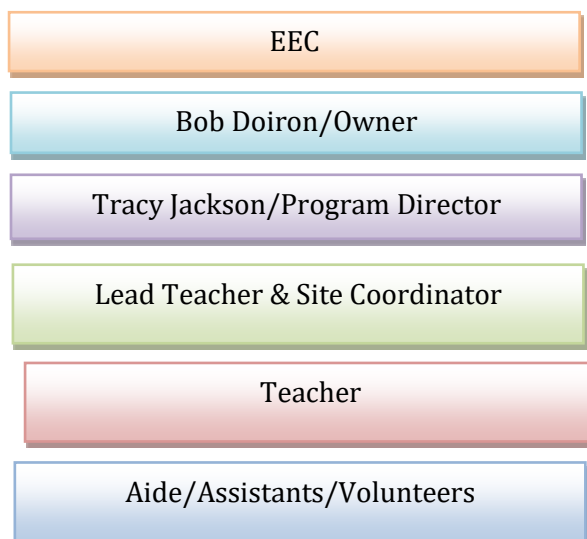 EEC
Bob Doiron/Owner
Tracy Jackson/Program Director
Lead Teacher & Site Coordinator
Teacher
Aide/Assistants/Volunteers